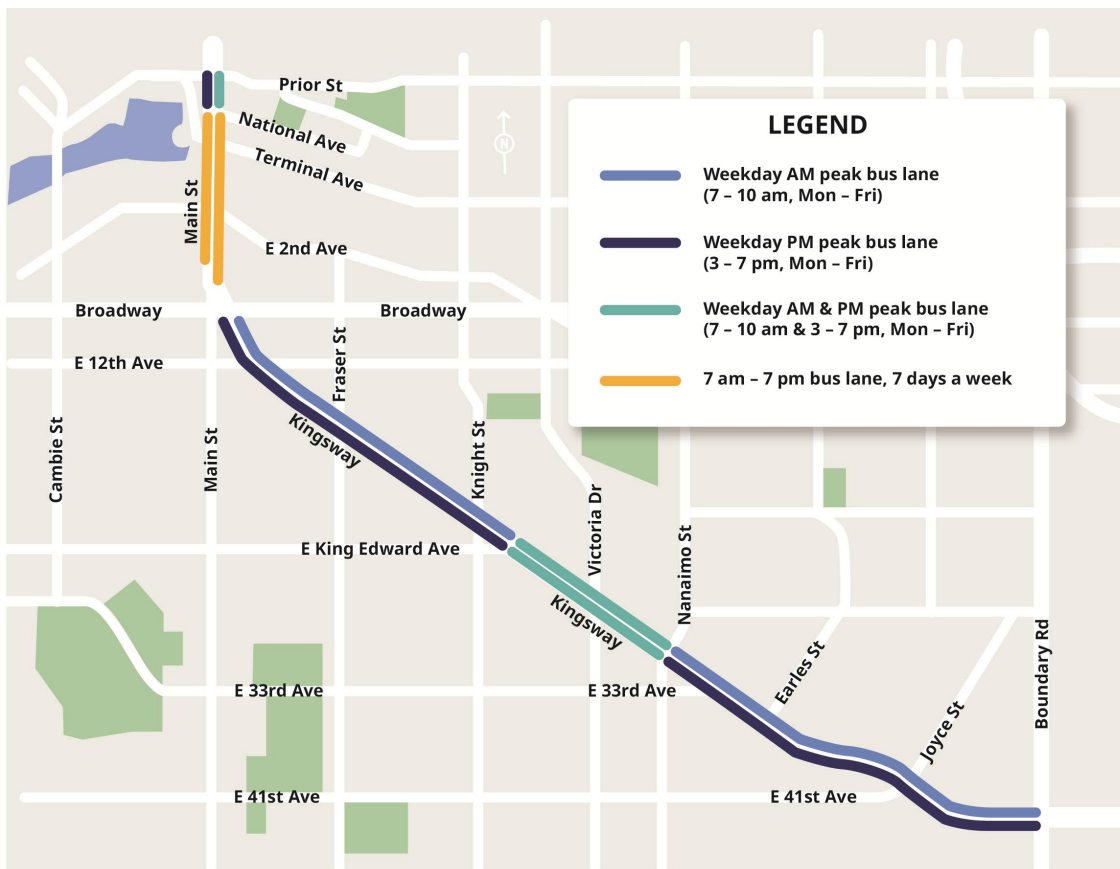 Prior St
National Ave
Terminal Ave
N
Main St
E 2nd Ave
Broadway
Broadway
E 12th Ave
Fraser St
Kingsway
Cambie St
Main St
Knight St
Victoria Dr
E King Edward Ave
Nanaimo St
Kingsway
E 33rd Ave
E 33rd Ave
Earles St
Boundary Rd
Joyce St
E 41st Ave
E 41st Ave
LEGEND
Weekday AM peak bus lane
(7 – 10 am, Mon – Fri)
Weekday PM peak bus lane
(3 – 7 pm, Mon – Fri)
Weekday AM & PM peak bus lane
(7 – 10 am & 3 – 7 pm, Mon – Fri)
7 am – 7 pm bus lane, 7 days a week